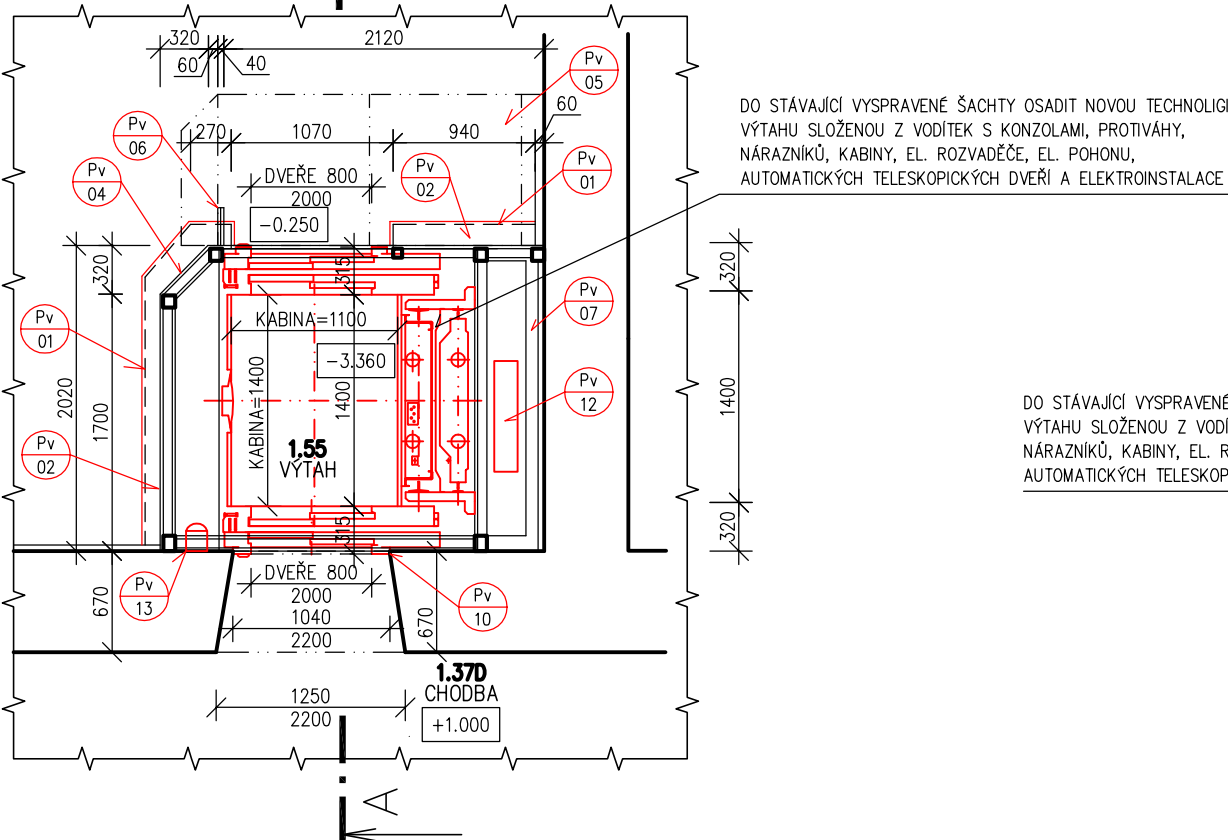 320
2120
60
40
Pv
05
60
Pv
06
270
1070
940
Pv
04
DVEŘE 800
2000
Pv
02
Pv
01
-0.250
DO STÁVAJÍCÍ VYSPRAVENÉ ŠACHTY OSADIT NOVOU TECHNOLIGI
VÝTAHU SLOŽENOU Z VODÍTEK S KONZOLAMI, PROTIVÁHY,
NÁRAZNÍKŮ, KABINY, EL. ROZVADĚČE, EL. POHONU,
AUTOMATICKÝCH TELESKOPICKÝCH DVEŘÍ A ELEKTROINSTALACE
320
315
320
Pv
01
KABINA=1100
Pv
07
-3.360
2020
1700
KABINA=1400
1400
1400
Pv
12
DO STÁVAJÍCÍ VYSPRAVENÉ
VÝTAHU SLOŽENOU Z VODÍ
NÁRAZNÍKŮ, KABINY, EL. R
AUTOMATICKÝCH TELESKOP
Pv
02
1.55
VÝTAH
315
320
Pv
13
670
DVEŘE 800
2000
Pv
10
1040
2200
670
1.37D
CHODBA
+1.000
1250
2200
A